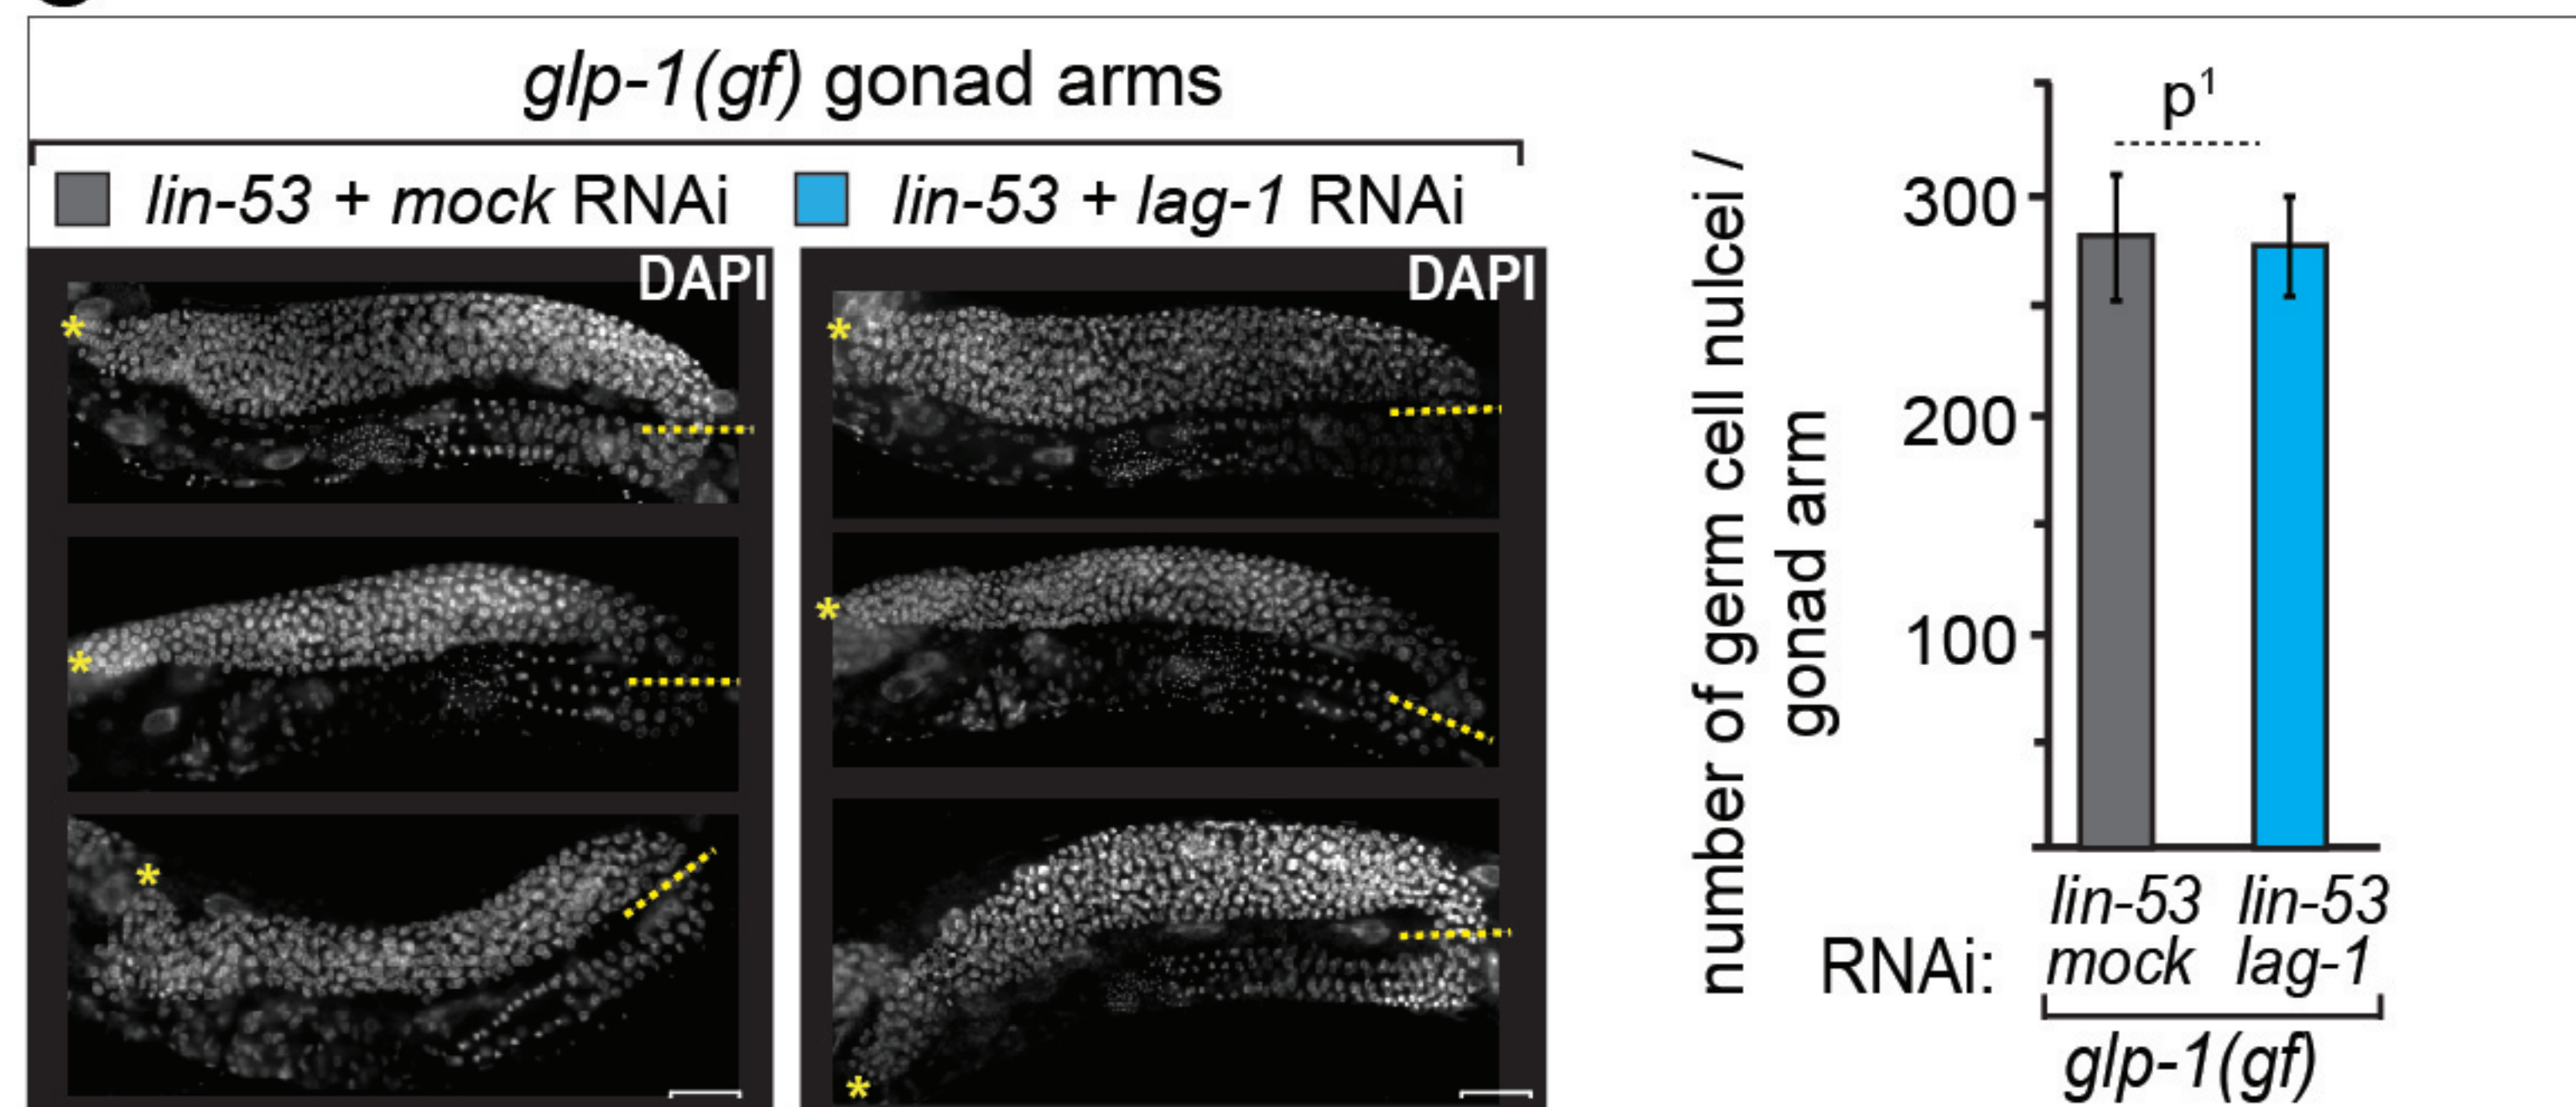 glp-1(gf) gonad arms
lin-53 + mock RNAi
lin-53 + lag-1 RNAi
DAPI
DAPI
*
*
*
*
*
*
number of germ cell nulcei /
gonad arm
p¹
300
200
100
RNAi:
lin-53
mock
lin-53
lag-1
glp-1(gf)